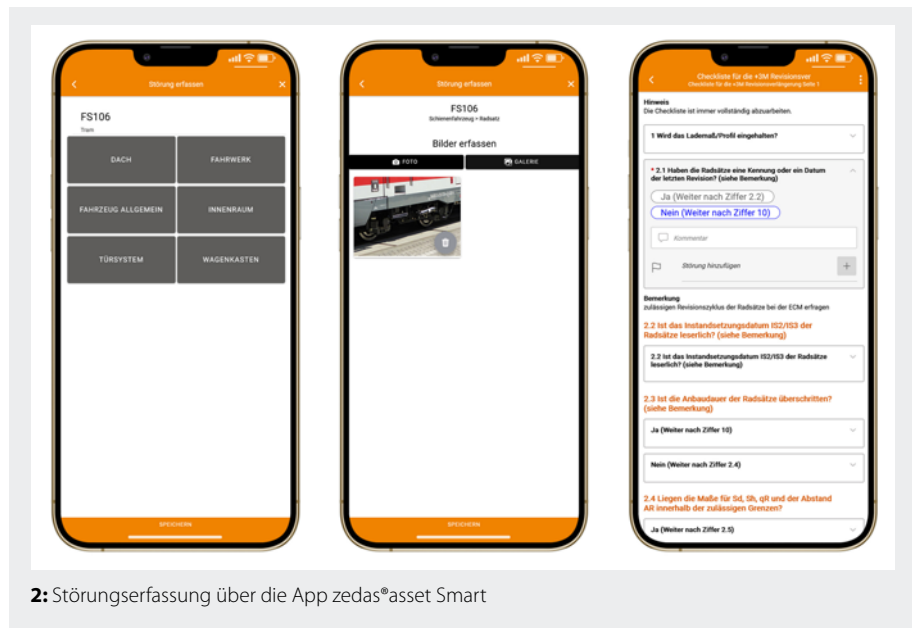 Störung erfassen
FS106
Tram
DACH
FAHRWERK
FAHRZEUG ALLGEMEIN
INNENRAUM
TÜRSYSTEM
WAGENKASTEN
SPEICHERN
Störung erfassen
FS106
Schienenfahrzeug > Radsatz
Bilder erfassen
FOTO
GALERIE
SPEICHERN
Checkliste für die +3M Revisionsver
Checkliste für die +3M Revisionsverlängerung Seite 1
Hinweis
Die Checkliste ist immer vollständig abzuarbeiten.
1 Wird das Lademaß/Profil eingehalten?
* 2.1 Haben die Radsätze eine Kennung oder ein Datum
der letzten Revision? (siehe Bemerkung)
Ja (Weiter nach Ziffer 2.2)
Nein (Weiter nach Ziffer 10)
Kommentar
Störung hinzufügen
Bemerkung
zulässigen Revisionszyklus der Radsätze bei der ECM erfragen
2.2 Ist das Instandsetzungsdatum IS2/IS3 der
Radsätze leserlich? (siehe Bemerkung)
2.2 Ist das Instandsetzungsdatum IS2/IS3 der Radsätze
leserlich? (siehe Bemerkung)
2.3 Ist die Anbaudauer der Radsätze überschritten?
(siehe Bemerkung)
Ja (Weiter nach Ziffer 10)
Nein (Weiter nach Ziffer 2.4)
2.4 Liegen die Maße für Sd, Sh, qR und der Abstand
AR innerhalb der zulässigen Grenzen?
Ja (Weiter nach Ziffer 2.5)
2: Störungserfassung über die App zedas®asset Smart